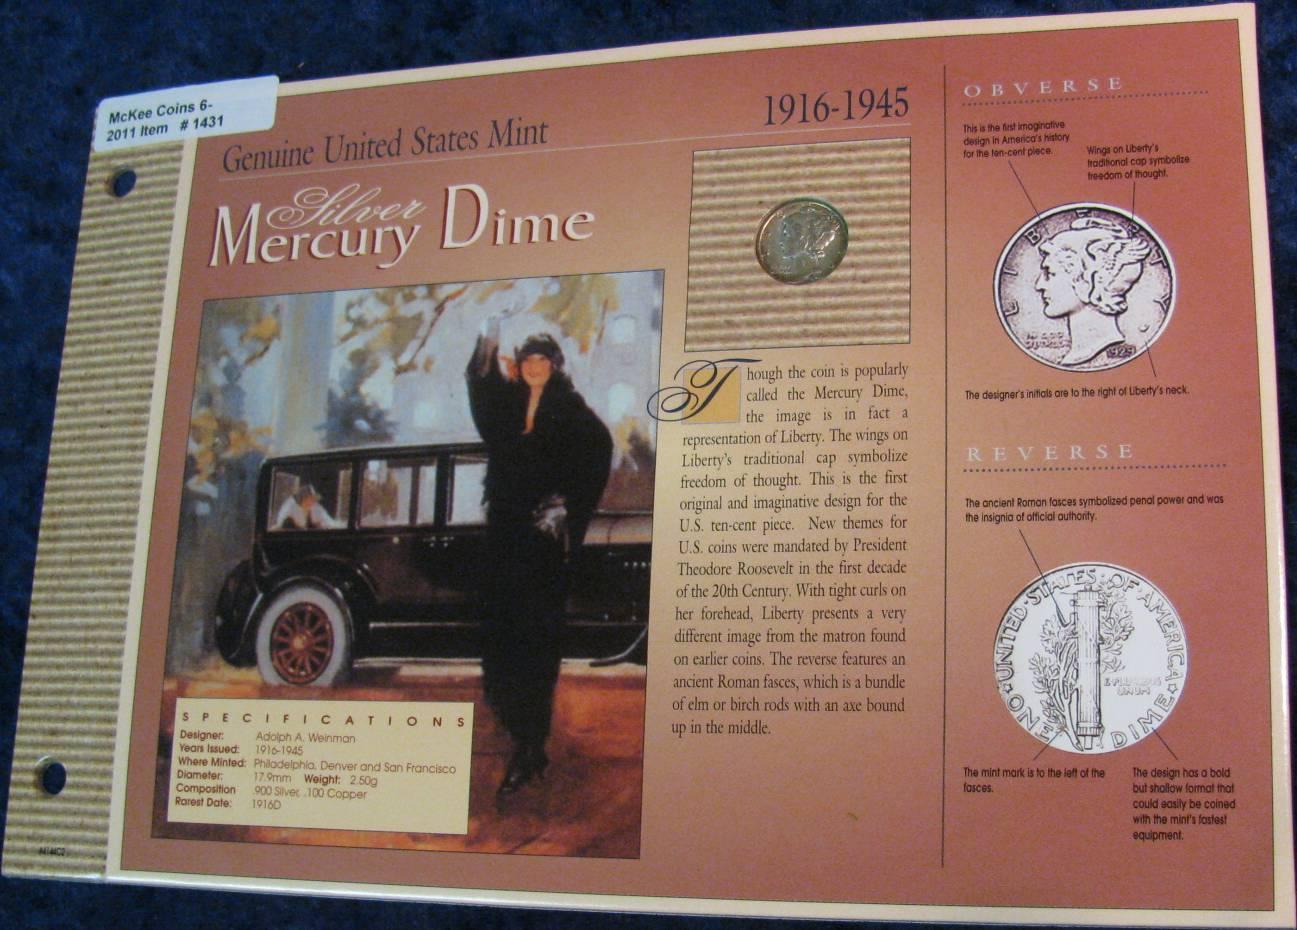 McKee Coins 6-
2011 Item # 1431
Genuine United States Mint
1916-1945
Silver
Mercury Dime
Though the coin is popularly
called the Mercury Dime,
the image is in fact a
representation of Liberty. The wings on
Liberty's traditional cap symbolize
freedom of thought. This is the first
original and imaginative design for the
U.S. ten-cent piece. New themes for
U.S. coins were mandated by President
Theodore Roosevelt in the first decade
of the 20th Century. With tight curls on
her forehead, Liberty presents a very
different image from the matron found
on earlier coins. The reverse features an
ancient Roman fasces, which is a bundle
of elm or birch rods with an axe bound
up in the middle.
SPECIFICATIONS
Designer: Adolph A. Weinman
Years Issued: 1916-1945
Where Minted: Philadelphia, Denver and San Francisco
Diameter: 17.9mm Weight: 2.50g
Composition .900 Silver, .100 Copper
Rarest Date: 1916D
OBVERSE
This is the first imaginative
design in America's history
for the ten-cent piece.
Wings on Liberty's
traditional cap symbolize
freedom of thought.
LIBERTY
1929
The designer's initials are to the right of Liberty's neck.
REVERSE
The ancient Roman fasces symbolized penal power and was
the insignia of official authority.
UNITED·STATES·OF·AMERICA
E·PLURIBUS
UNUM
ONE DIME
The mint mark is to the left of the
fasces.
The design has a bold
but shallow format that
could easily be coined
with the mint's fastest
equipment.